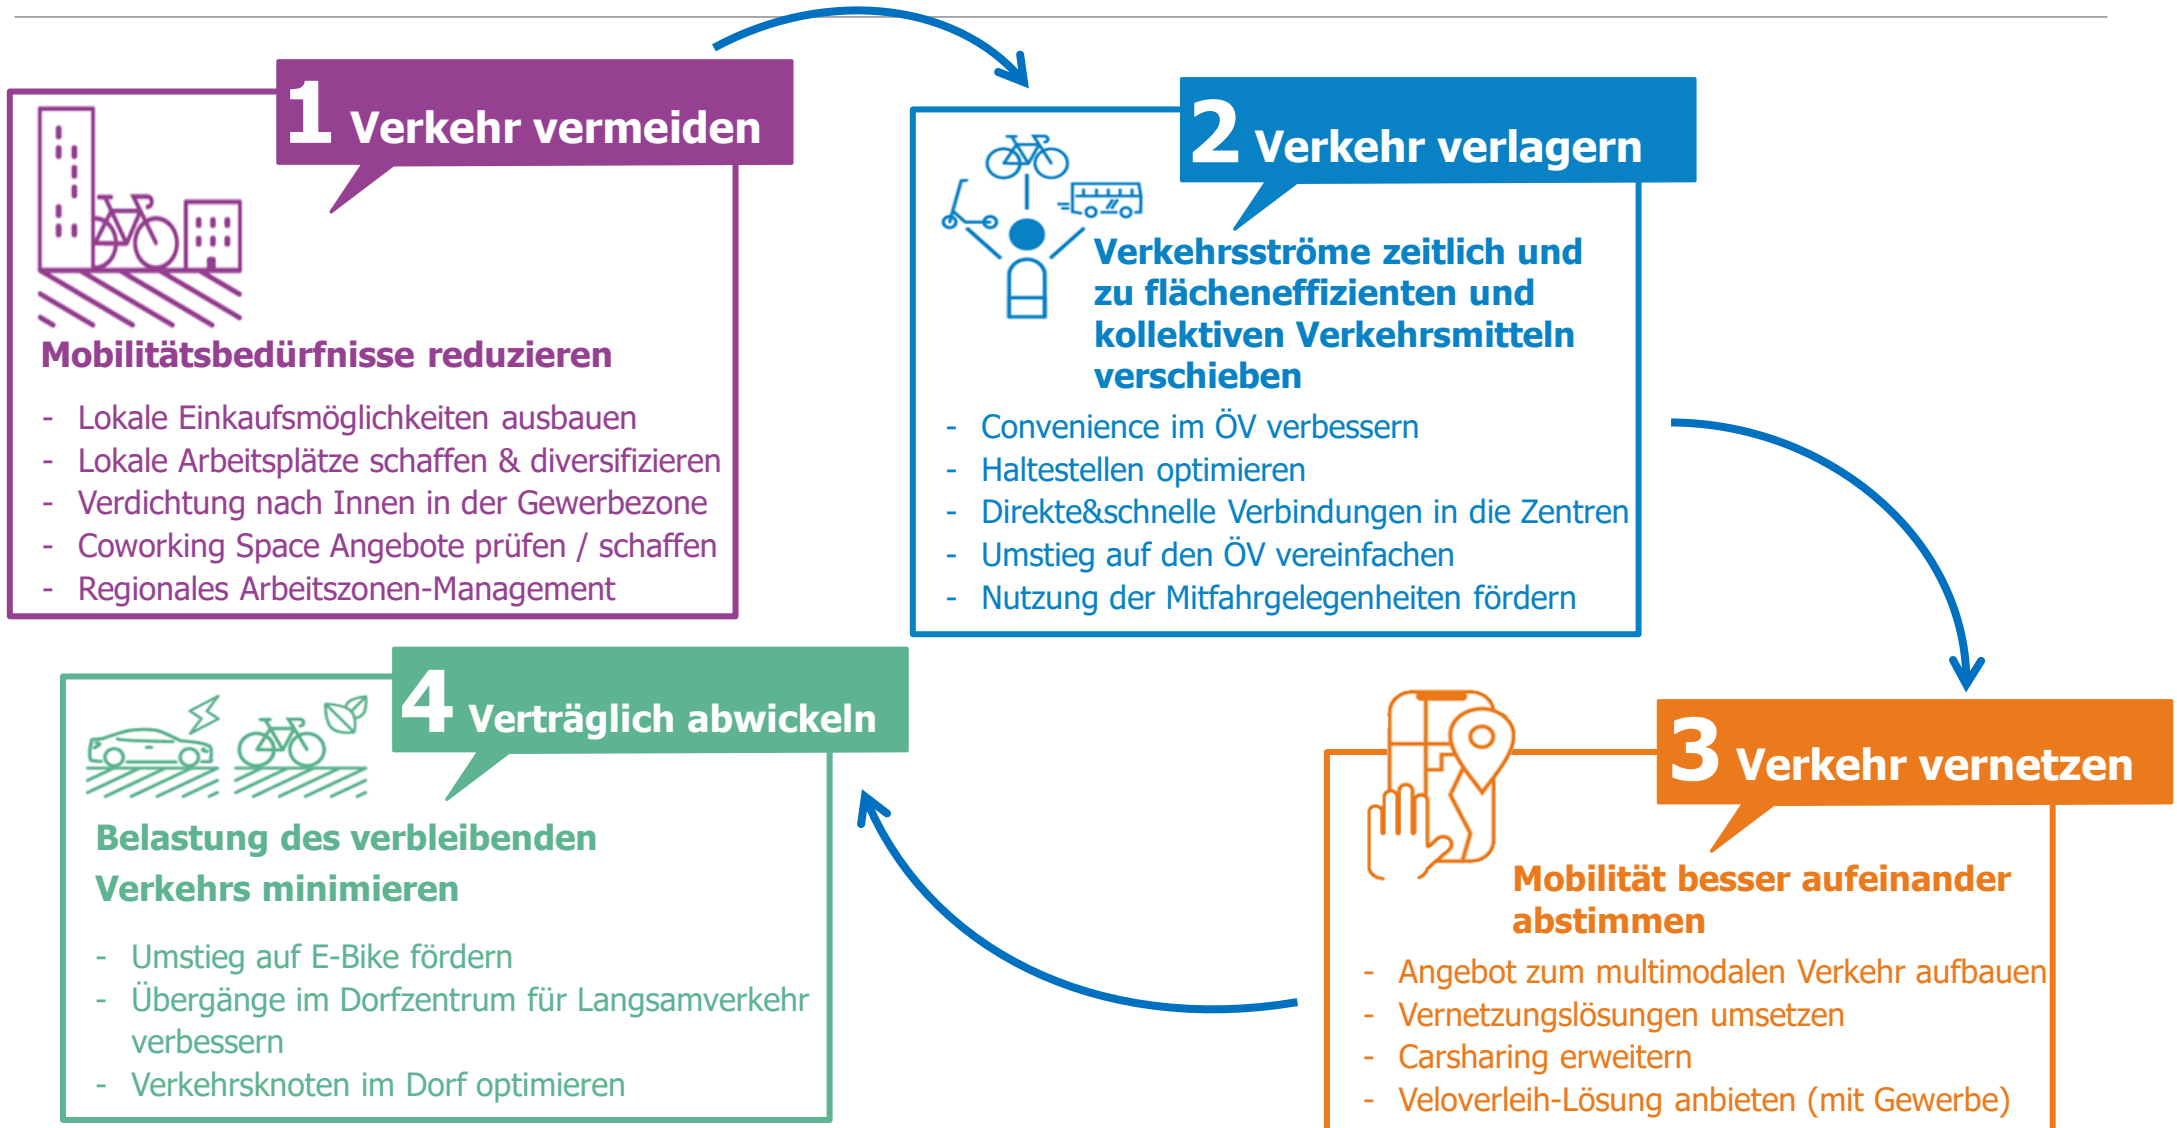 1 Verkehr vermeiden
Mobilitätsbedürfnisse reduzieren
- Lokale Einkaufsmöglichkeiten ausbauen
- Lokale Arbeitsplätze schaffen & diversifizieren
- Verdichtung nach Innen in der Gewerbezone
- Coworking Space Angebote prüfen / schaffen
- Regionales Arbeitszonen-Management
2 Verkehr verlagern
Verkehrsströme zeitlich und
zu flächeneffizienten und
kollektiven Verkehrsmitteln
verschieben
- Convenience im ÖV verbessern
- Haltestellen optimieren
- Direkte&schnelle Verbindungen in die Zentren
- Umstieg auf den ÖV vereinfachen
- Nutzung der Mitfahrgelegenheiten fördern
3 Verkehr vernetzen
Mobilität besser aufeinander
abstimmen
- Angebot zum multimodalen Verkehr aufbauen
- Vernetzungslösungen umsetzen
- Carsharing erweitern
- Veloverleih-Lösung anbieten (mit Gewerbe)
4 Verträglich abwickeln
Belastung des verbleibenden
Verkehrs minimieren
- Umstieg auf E-Bike fördern
- Übergänge im Dorfzentrum für Langsamverkehr
verbessern
- Verkehrsknoten im Dorf optimieren